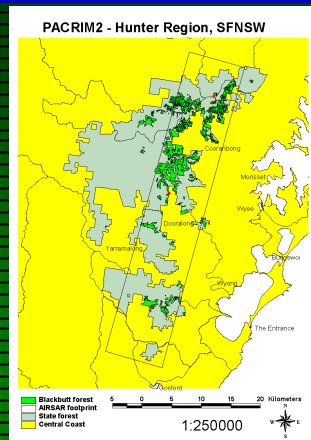 PACRIM2 - Hunter Region, SFNSW
Cooranbong
Morisset
Wyee
Dooralong
Yarramalong
Budgewoi
Wyong
The Entrance
Gosford
Blackbutt forest
AIRSAR footprint
State forest
Central Coast
5 0 5 10 15 20 Kilometers
1:250000
N
W E
S